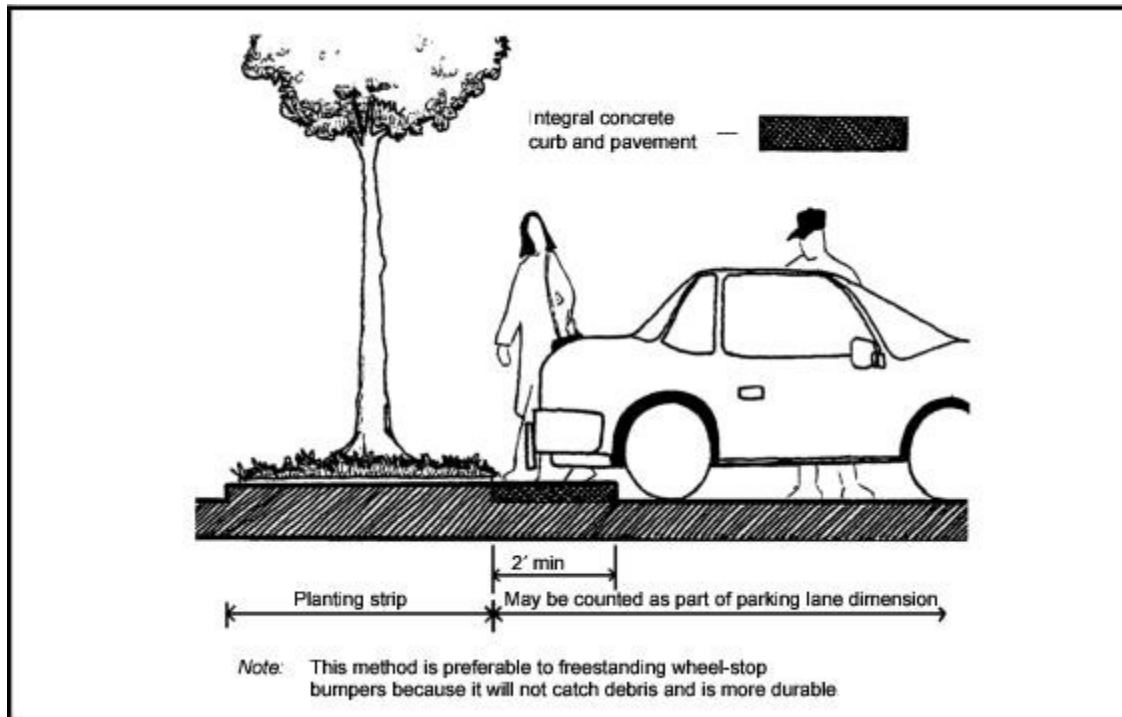 Integral concrete
curb and pavement
2' min
Planting strip
May be counted as part of parking lane dimension
Note: This method is preferable to freestanding wheel-stop
bumpers because it will not catch debris and is more durable